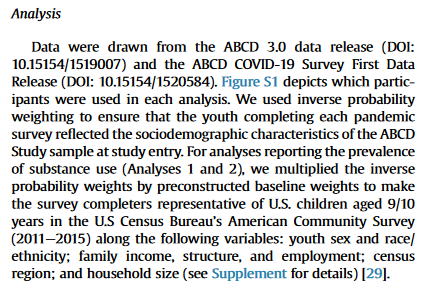 Analysis
Data were drawn from the ABCD 3.0 data release (DOI:
10.15154/1519007) and the ABCD COVID-19 Survey First Data
Release (DOI: 10.15154/1520584). Figure S1 depicts which partic-
ipants were used in each analysis. We used inverse probability
weighting to ensure that the youth completing each pandemic
survey reflected the sociodemographic characteristics of the ABCD
Study sample at study entry. For analyses reporting the prevalence
of substance use (Analyses 1 and 2), we multiplied the inverse
probability weights by preconstructed baseline weights to make
the survey completers representative of U.S. children aged 9/10
years in the U.S Census Bureau's American Community Survey
(2011—2015) along the following variables: youth sex and race/
ethnicity; family income, structure, and employment; census
region; and household size (see Supplement for details) [29].